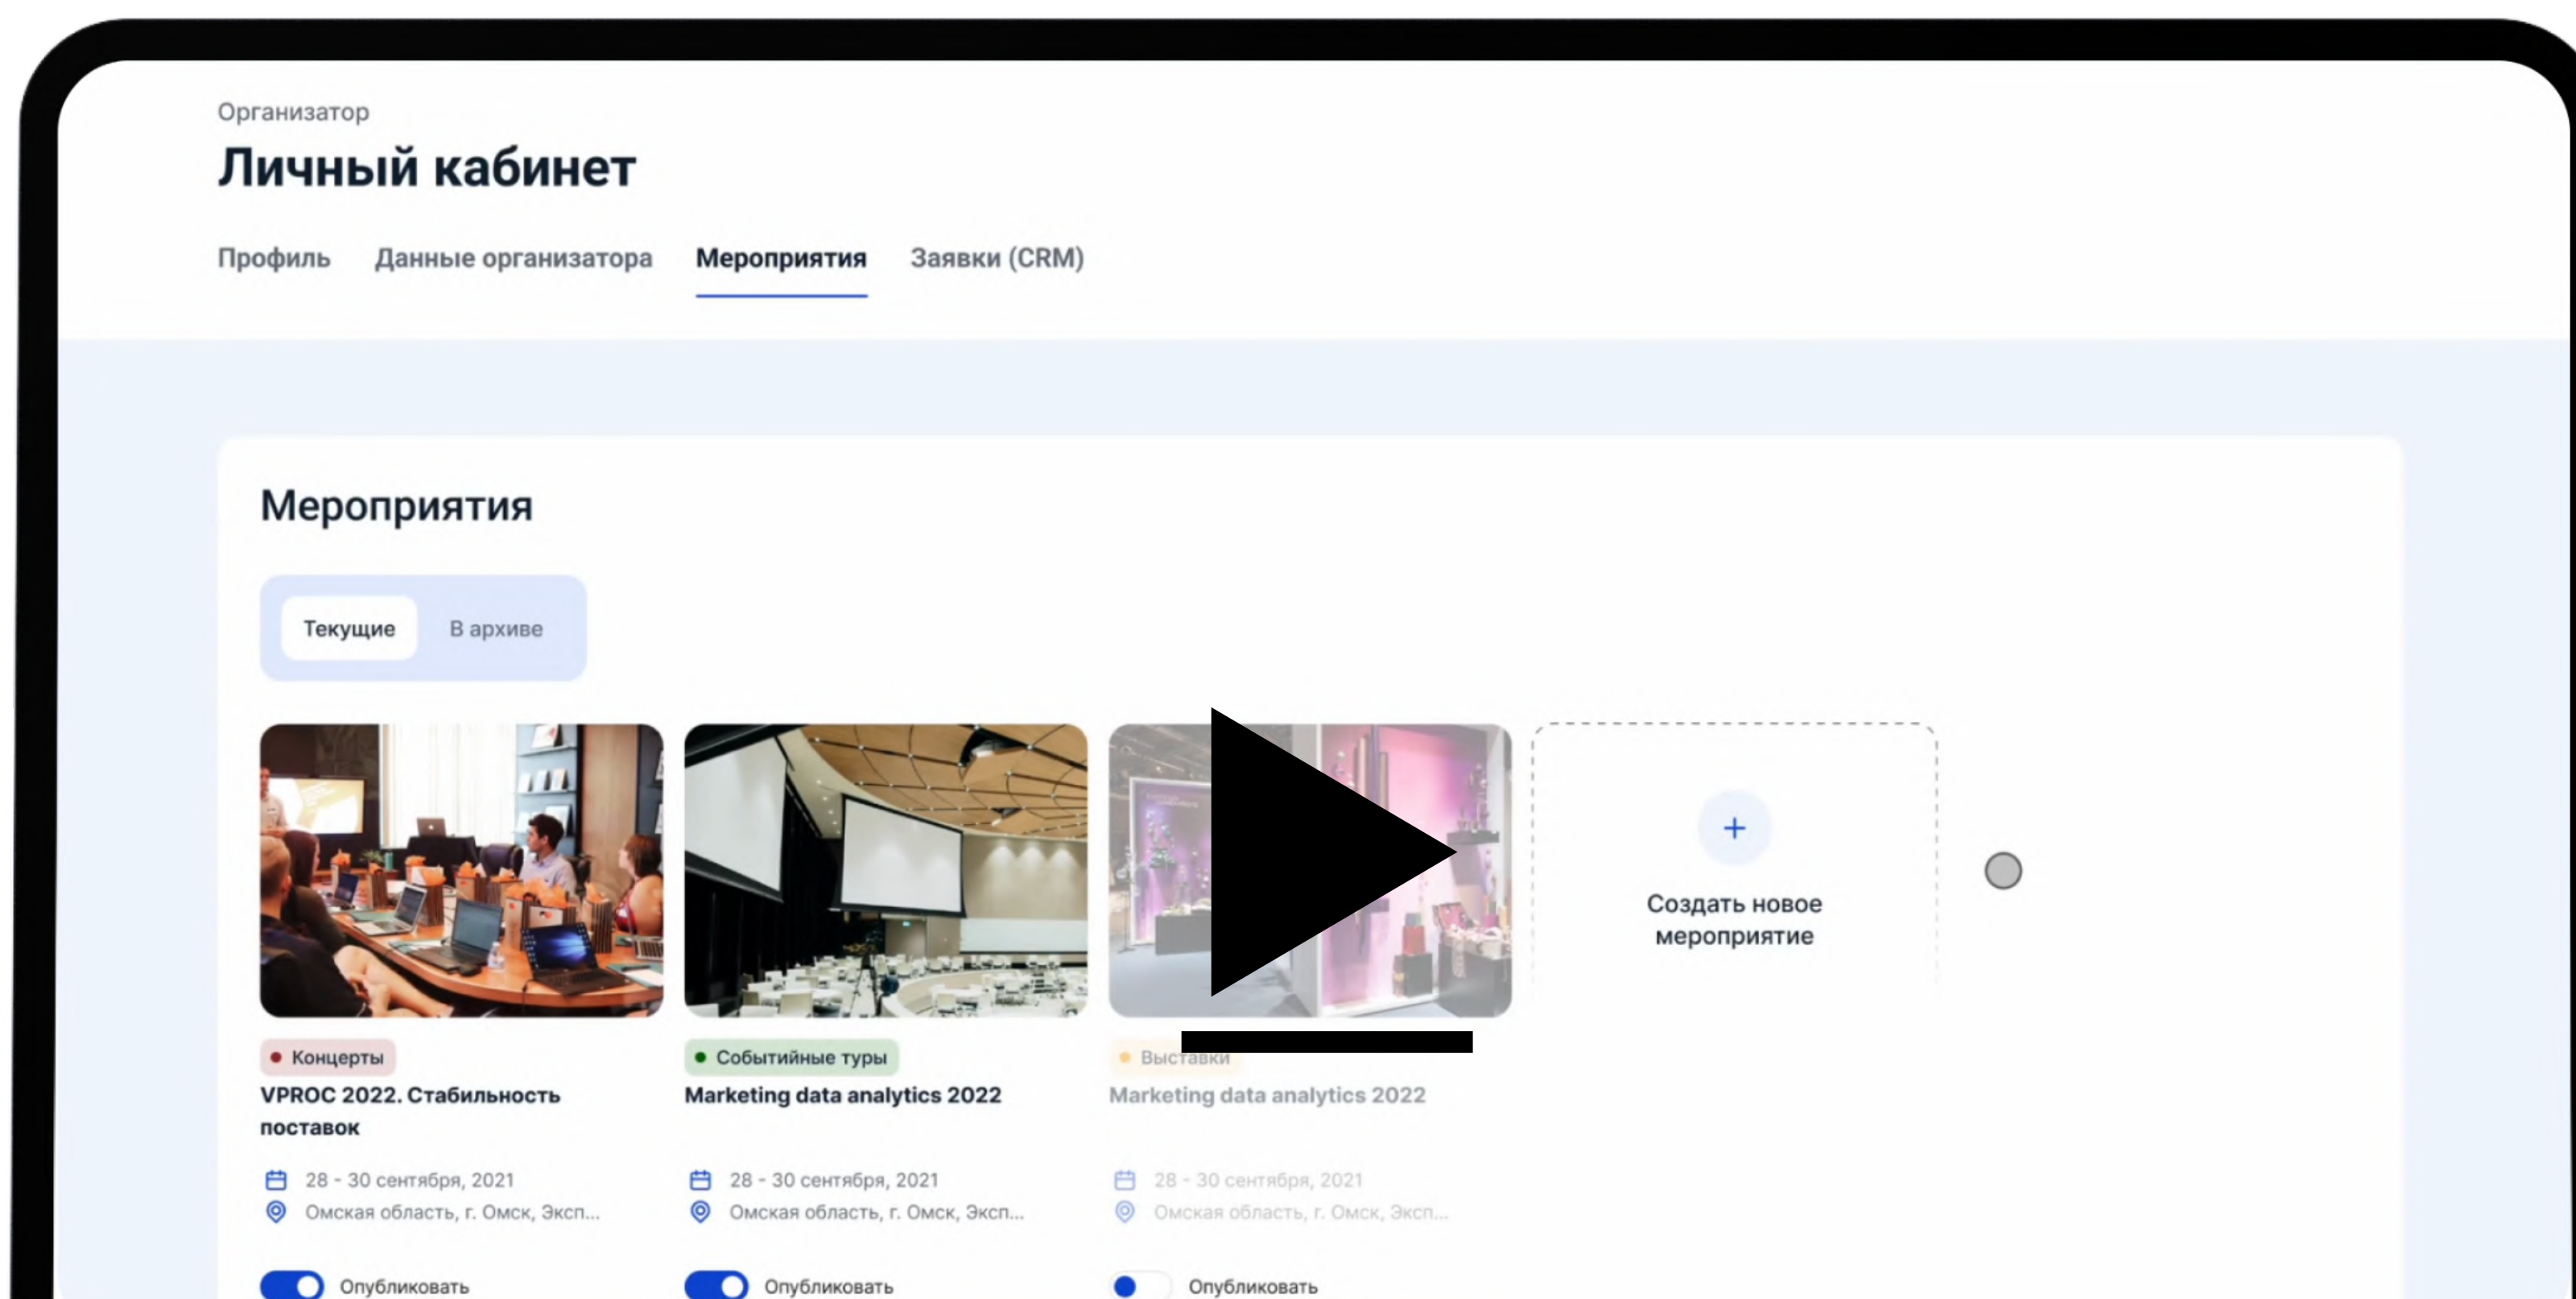 Организатор
Личный кабинет
Профиль Данные организатора Мероприятия Заявки (CRM)
Мероприятия
Текущие В архиве
Создать новое
мероприятие
Концерты
VPROC 2022. Стабильность
поставок
28 - 30 сентября, 2021
Омская область, г. Омск, Эксп...
Опубликовать
Событийные туры
Marketing data analytics 2022
28 - 30 сентября, 2021
Омская область, г. Омск, Эксп...
Опубликовать
Выставки
Marketing data analytics 2022
28 - 30 сентября, 2021
Омская область, г. Омск, Эксп...
Опубликовать